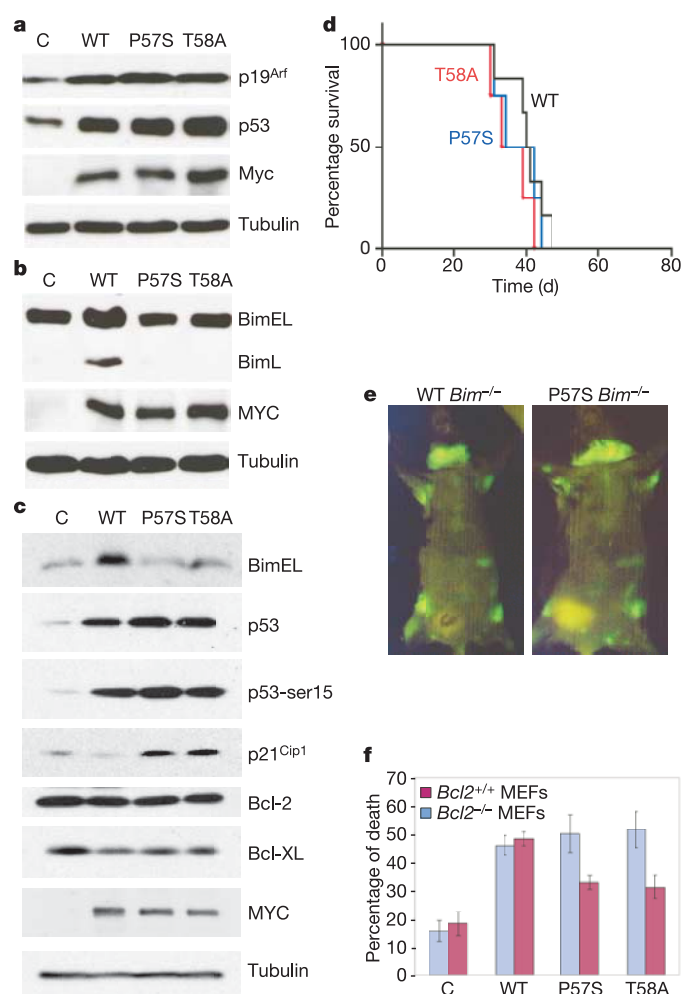 a
C WT P57S T58A
p19Arf
p53
Myc
Tubulin
b
C WT P57S T58A
BimEL
BimL
MYC
Tubulin
c
C WT P57S T58A
BimEL
p53
p53-ser15
p21Cip1
Bcl-2
Bcl-XL
MYC
Tubulin
d
Percentage survival
100
50
0
T58A
WT
P57S
0 20 40 60 80
Time (d)
e
WT Bim–/–
P57S Bim–/–
f
Percentage of death
70
60
50
40
30
20
10
0
Bcl2+/+ MEFs
Bcl2–/– MEFs
C WT P57S T58A